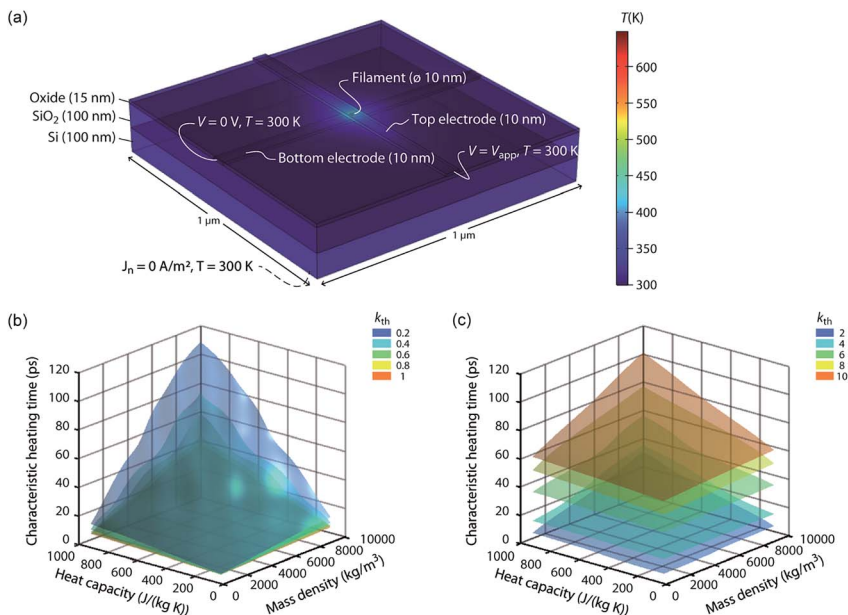 (a)
T(K)
Filament (ø 10 nm)
Oxide (15 nm)
SiO₂ (100 nm)
Si (100 nm)
V = 0 V, T = 300 K
Top electrode (10 nm)
Bottom electrode (10 nm)
V = Vapp, T = 300 K
1 µm
1 µm
Jn = 0 A/m², T = 300 K
600
550
500
450
400
350
300
(b)
kth
0.2
0.4
0.6
0.8
1
Characteristic heating time (ps)
120
100
80
60
40
20
0
1000
800
600
400
200
0
Heat capacity (J/(kg K))
0
2000
4000
6000
8000
10000
Mass density (kg/m³)
(c)
kth
2
4
6
8
10
Characteristic heating time (ps)
120
100
80
60
40
20
0
1000
800
600
400
200
0
Heat capacity (J/(kg K))
0
2000
4000
6000
8000
10000
Mass density (kg/m³)